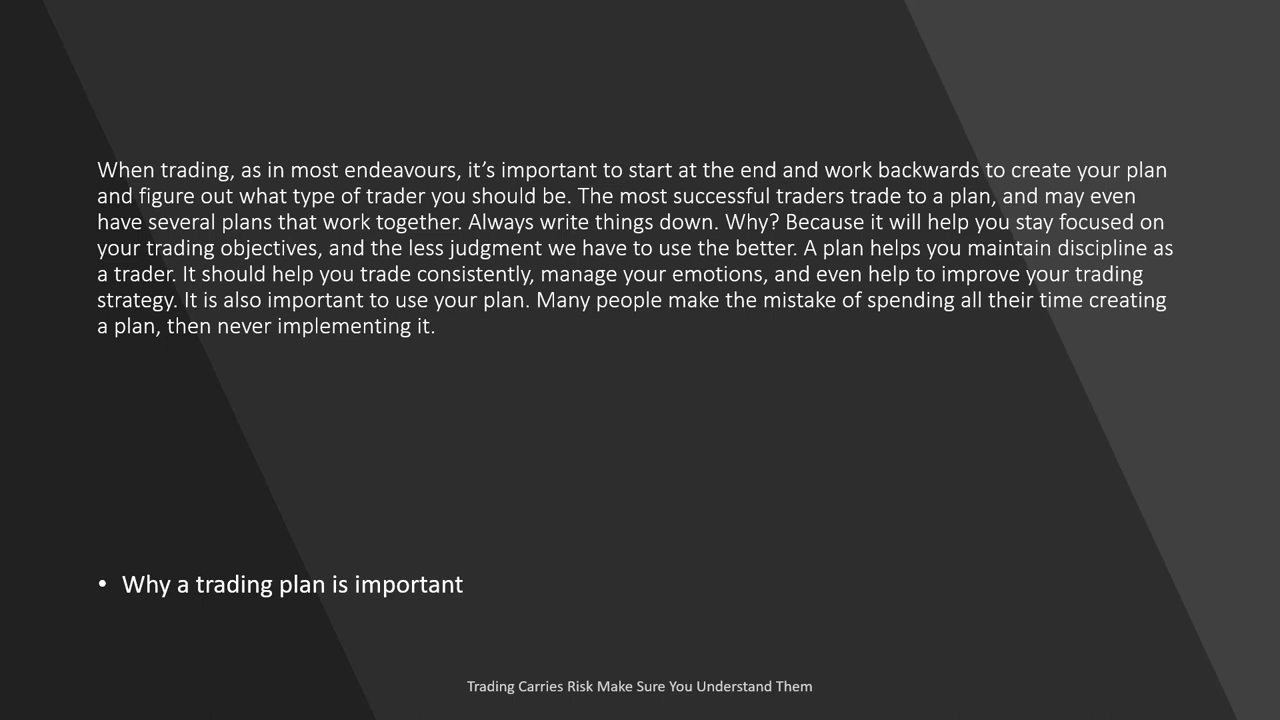 When trading, as in most endeavours, it’s important to start at the end and work backwards to create your plan
and figure out what type of trader you should be. The most successful traders trade to a plan, and may even
have several plans that work together. Always write things down. Why? Because it will help you stay focused on
your trading objectives, and the less judgment we have to use the better. A plan helps you maintain discipline as
a trader. It should help you trade consistently, manage your emotions, and even help to improve your trading
strategy. It is also important to use your plan. Many people make the mistake of spending all their time creating
a plan, then never implementing it.
• Why a trading plan is important
Trading Carries Risk Make Sure You Understand Them